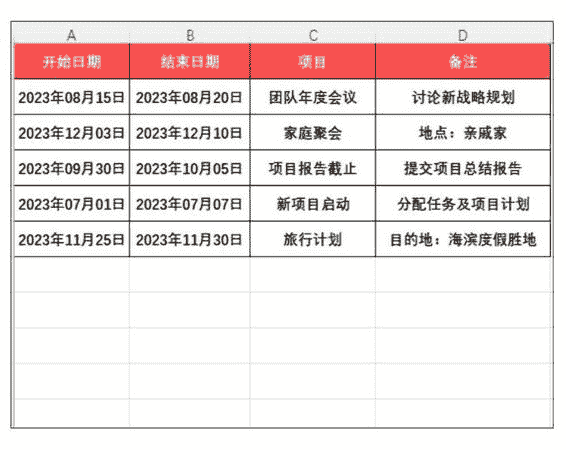 A B C D
开始日期 结束日期 项目 备注
2023年08月15日 2023年08月20日 团队年度会议 讨论新战略规划
2023年12月03日 2023年12月10日 家庭聚会 地点：亲戚家
2023年09月30日 2023年10月05日 项目报告截止 提交项目总结报告
2023年07月01日 2023年07月07日 新项目启动 分配任务及项目计划
2023年11月25日 2023年11月30日 旅行计划 目的地：海滨度假胜地